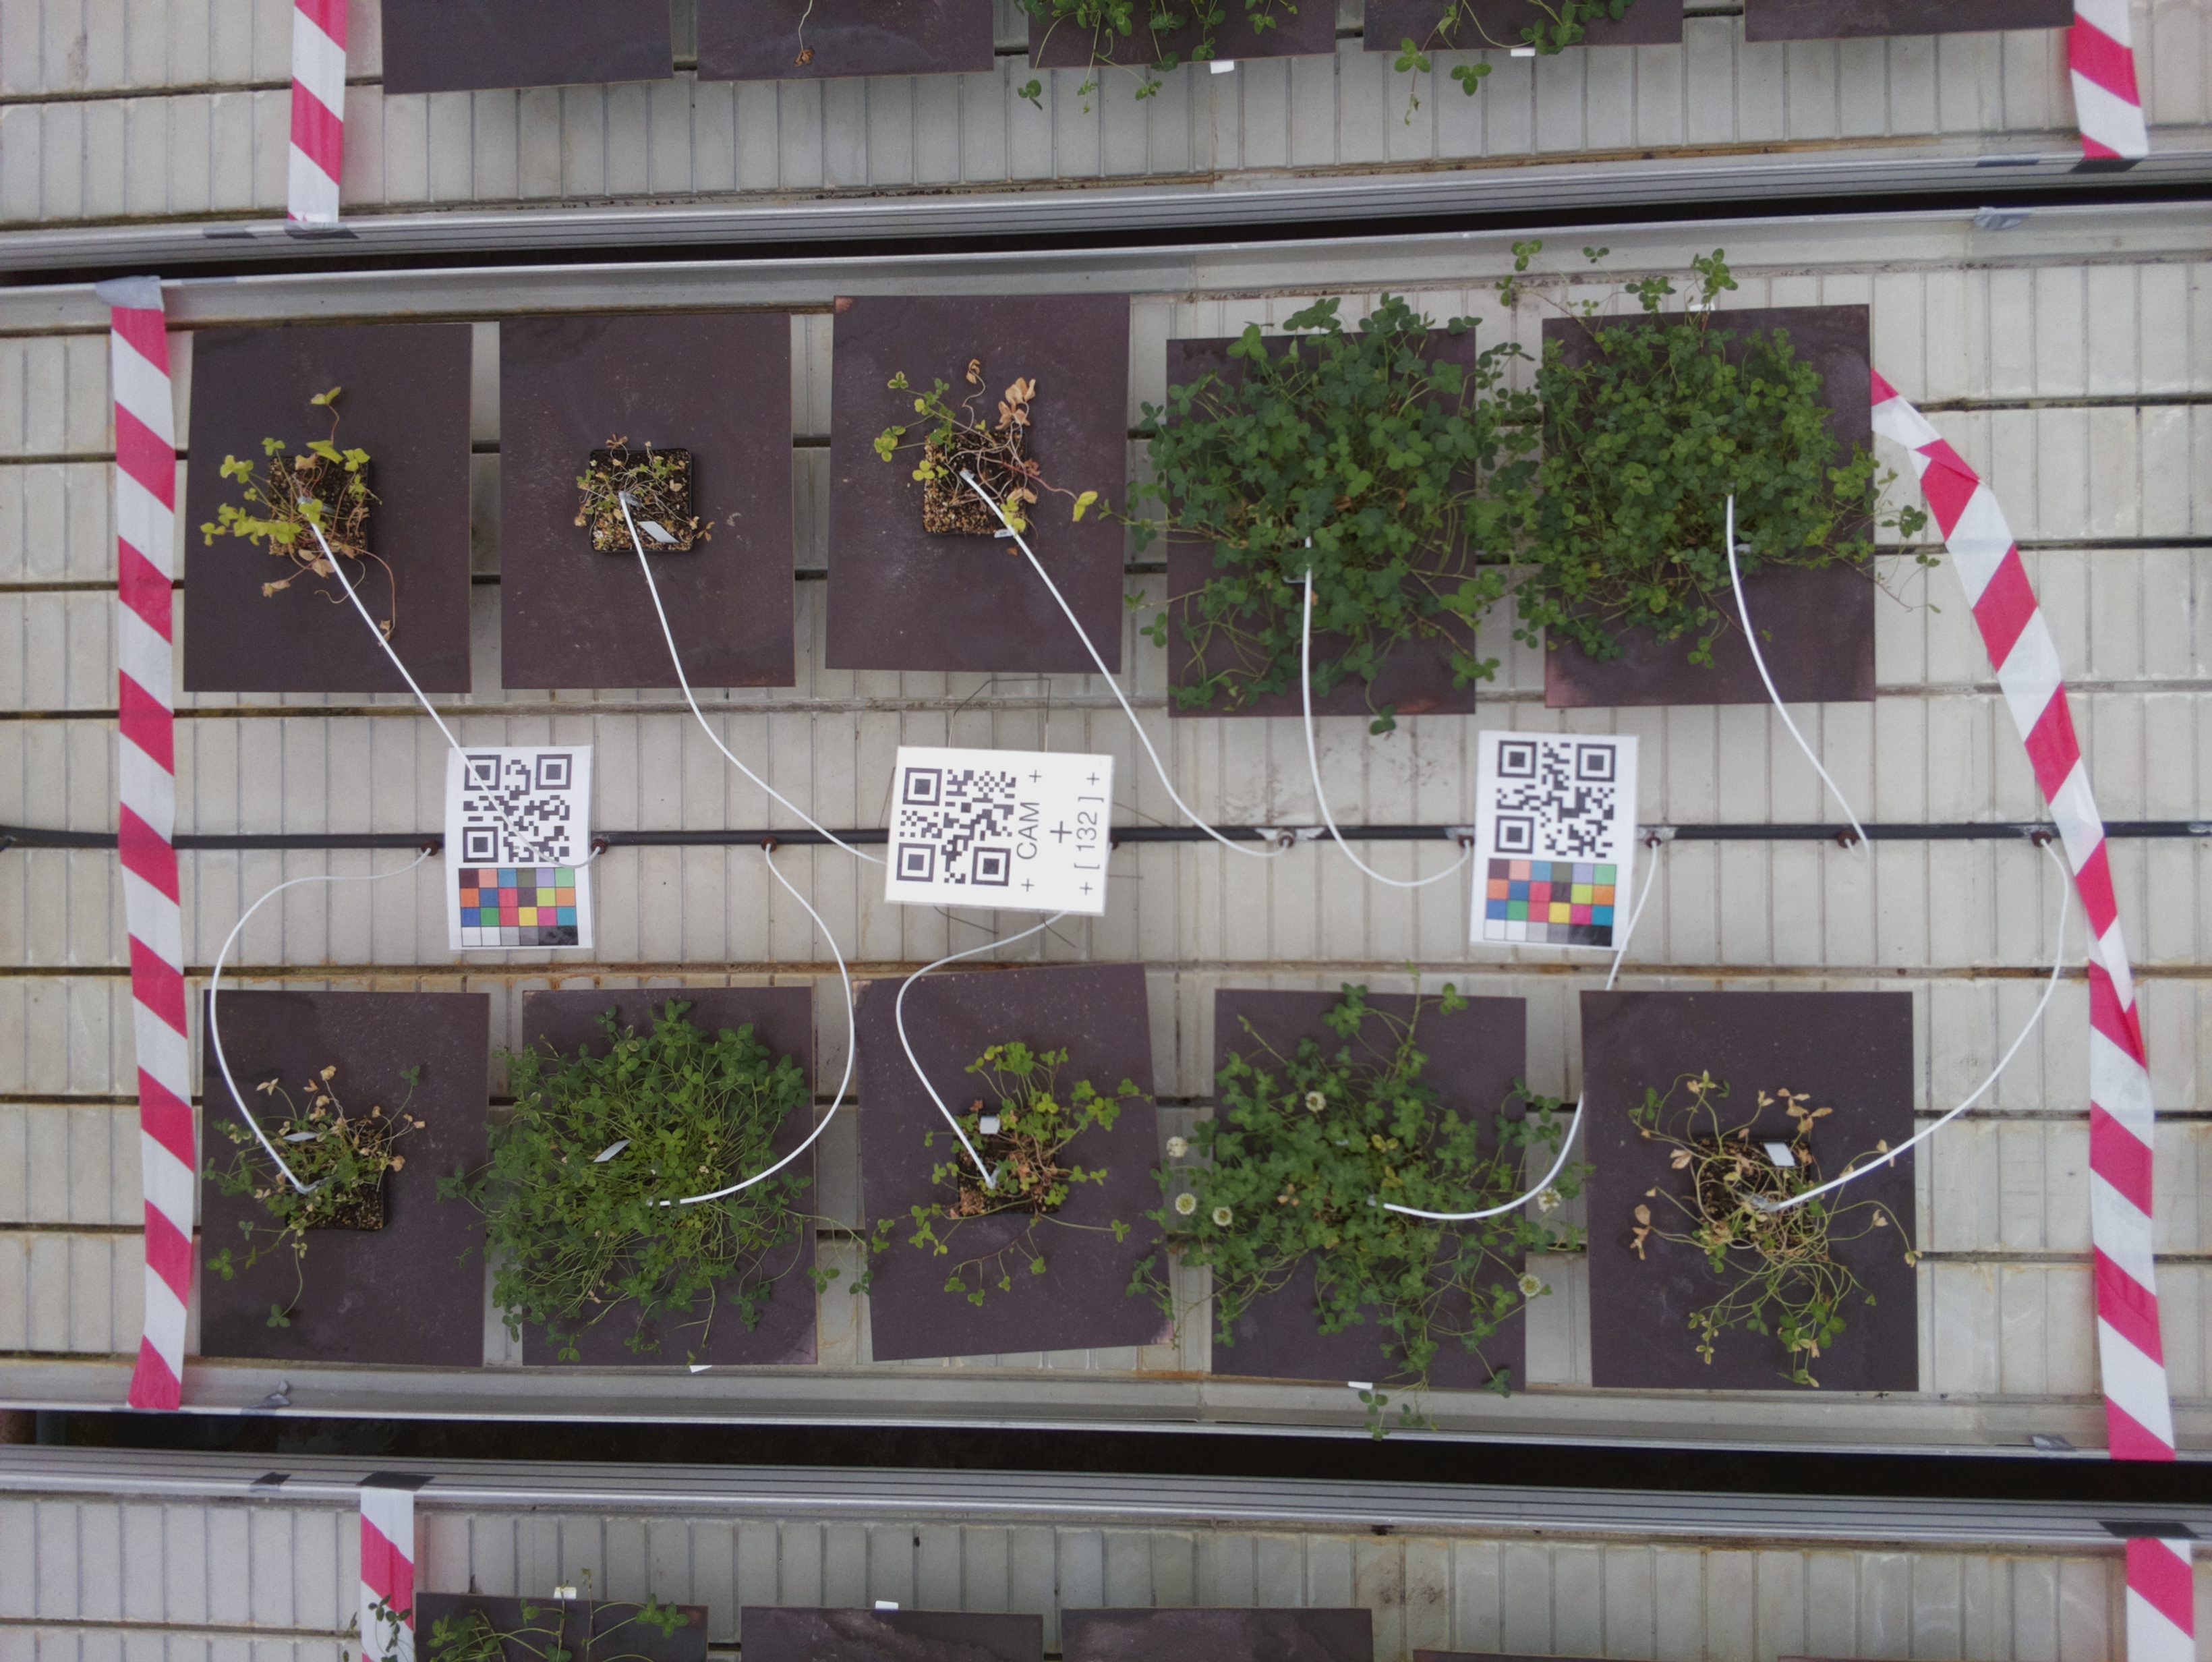 + CAM +
+
+ [ 132 ] +